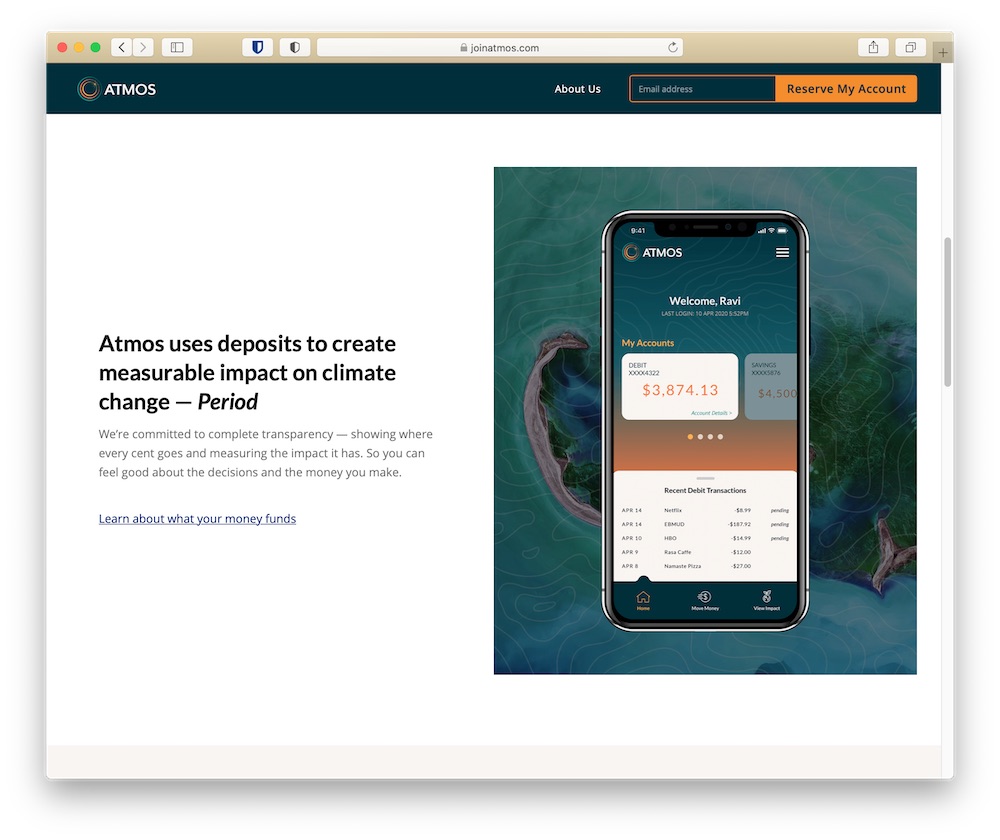 joinatmos.com
ATMOS
About Us
Email address
Reserve My Account
Atmos uses deposits to create
measurable impact on climate
change — Period
We're committed to complete transparency — showing where
every cent goes and measuring the impact it has. So you can
feel good about the decisions and the money you make.
Learn about what your money funds
9:41
ATMOS
Welcome, Ravi
LAST LOGIN: 10 APR 2020 5:52PM
My Accounts
DEBIT
XXXX4322
$3,874.13
Account Details >
SAVINGS
XXXX5876
$4,500
Recent Debit Transactions
APR 14 Netflix -$8.99 pending
APR 14 EBMUD -$187.92 pending
APR 10 HBO -$14.99 pending
APR 9 Rasa Caffe -$12.00
APR 8 Namaste Pizza -$27.00
Home
Move Money
View Impact